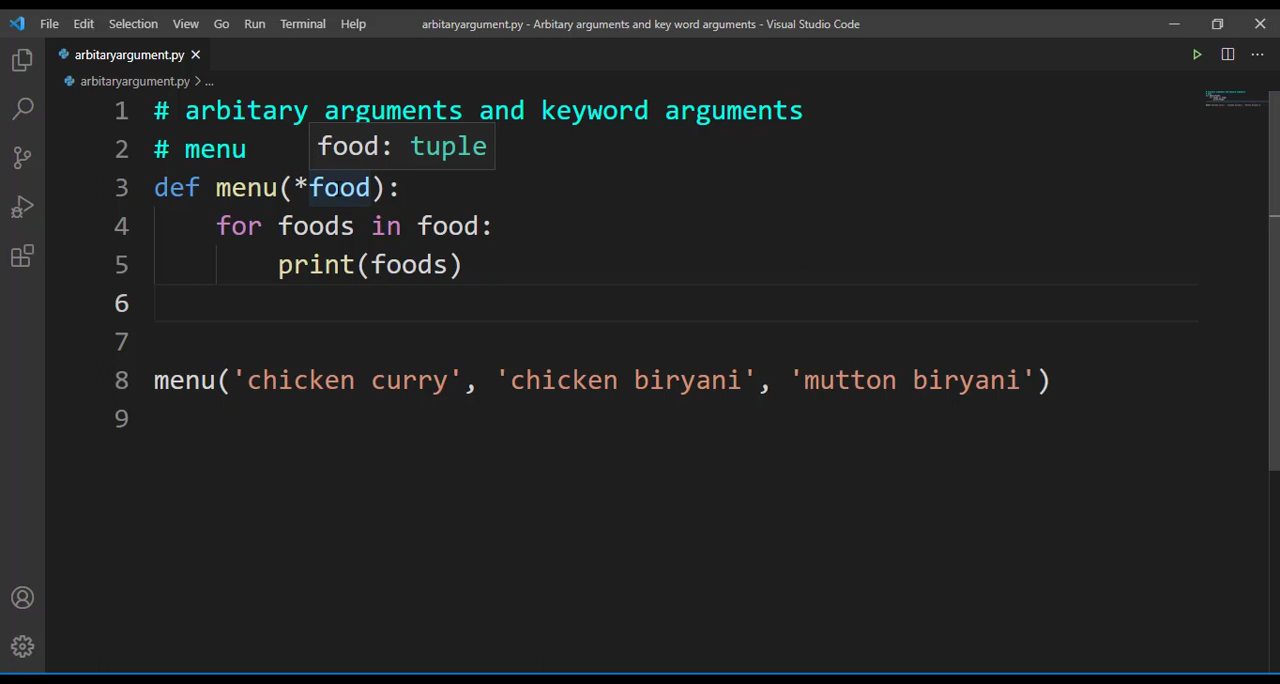 File Edit Selection View Go Run Terminal Help arbitaryargument.py - Arbitary arguments and key word arguments - Visual Studio Code
arbitaryargument.py
arbitaryargument.py > ...
1 # arbitary arguments and keyword arguments
2 # menu
food: tuple
3 def menu(*food):
4 for foods in food:
5 print(foods)
6
7
8 menu('chicken curry', 'chicken biryani', 'mutton biryani')
9